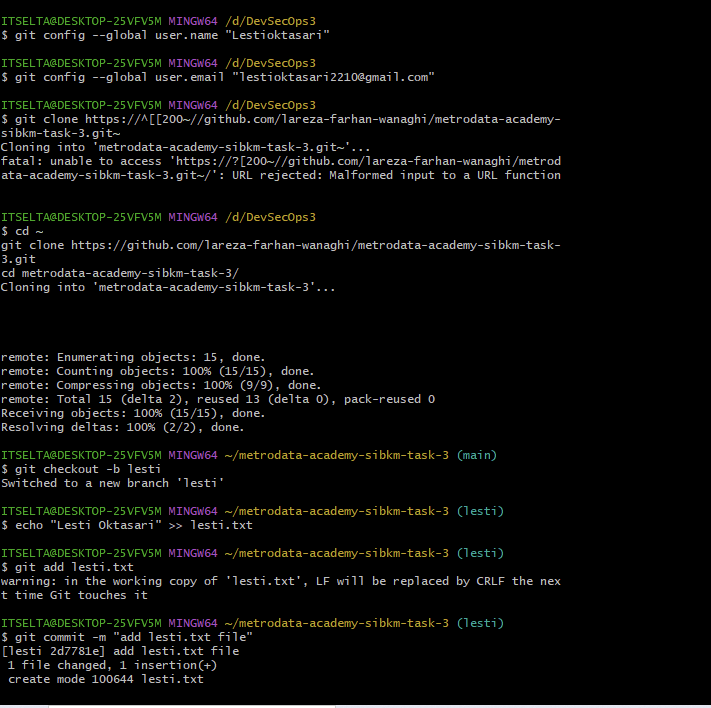 ITSELTA@DESKTOP-25VFV5M MINGW64 /d/DevSecOps3
$ git config --global user.name "Lestioktasari"
ITSELTA@DESKTOP-25VFV5M MINGW64 /d/DevSecOps3
$ git config --global user.email "lestioktasari2210@gmail.com"
ITSELTA@DESKTOP-25VFV5M MINGW64 /d/DevSecOps3
$ git clone https://^[[200~//github.com/lareza-farhan-wanaghi/metrodata-academy-
sibkm-task-3.git~
Cloning into 'metrodata-academy-sibkm-task-3.git~'...
fatal: unable to access 'https://?[200~//github.com/lareza-farhan-wanaghi/metrod
ata-academy-sibkm-task-3.git~/': URL rejected: Malformed input to a URL function
ITSELTA@DESKTOP-25VFV5M MINGW64 /d/DevSecOps3
$ cd ~
git clone https://github.com/lareza-farhan-wanaghi/metrodata-academy-sibkm-task-
3.git
cd metrodata-academy-sibkm-task-3/
Cloning into 'metrodata-academy-sibkm-task-3'...
remote: Enumerating objects: 15, done.
remote: Counting objects: 100% (15/15), done.
remote: Compressing objects: 100% (9/9), done.
remote: Total 15 (delta 2), reused 13 (delta 0), pack-reused 0
Receiving objects: 100% (15/15), done.
Resolving deltas: 100% (2/2), done.
ITSELTA@DESKTOP-25VFV5M MINGW64 ~/metrodata-academy-sibkm-task-3 (main)
$ git checkout -b lesti
Switched to a new branch 'lesti'
ITSELTA@DESKTOP-25VFV5M MINGW64 ~/metrodata-academy-sibkm-task-3 (lesti)
$ echo "Lesti Oktasari" >> lesti.txt
ITSELTA@DESKTOP-25VFV5M MINGW64 ~/metrodata-academy-sibkm-task-3 (lesti)
$ git add lesti.txt
warning: in the working copy of 'lesti.txt', LF will be replaced by CRLF the nex
t time Git touches it
ITSELTA@DESKTOP-25VFV5M MINGW64 ~/metrodata-academy-sibkm-task-3 (lesti)
$ git commit -m "add lesti.txt file"
[lesti 2d7781e] add lesti.txt file
 1 file changed, 1 insertion(+)
 create mode 100644 lesti.txt